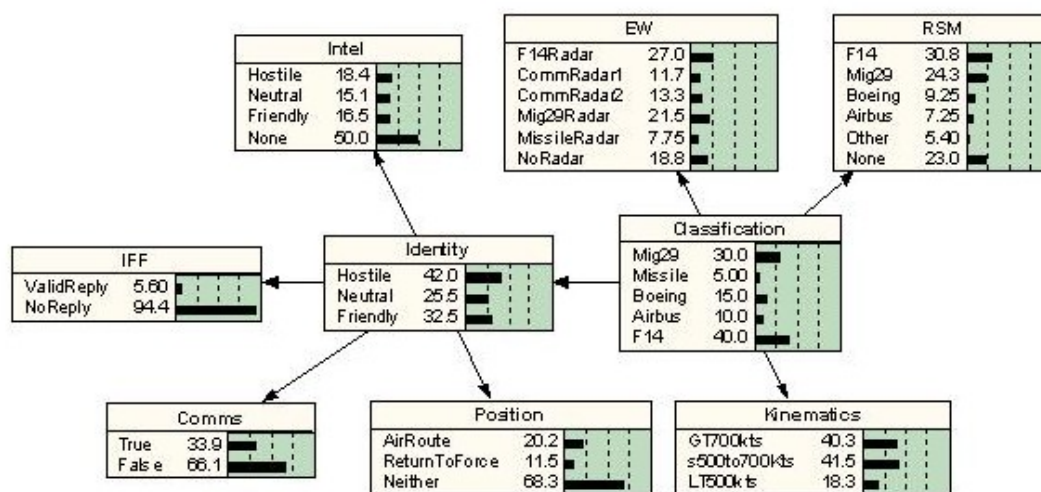 Intel
Hostile 18.4
Neutral 15.1
Friendly 16.5
None 50.0
EW
F14Radar 27.0
CommRadar1 11.7
CommRadar2 13.3
Mig29Radar 21.5
MissileRadar 7.75
NoRadar 18.8
RSM
F14 30.8
Mig29 24.3
Boeing 9.25
Airbus 7.25
Other 5.40
None 23.0
IFF
ValidReply 5.60
NoReply 94.4
Identity
Hostile 42.0
Neutral 25.5
Friendly 32.5
Classification
Mig29 30.0
Missile 5.00
Boeing 15.0
Airbus 10.0
F14 40.0
Comms
True 33.9
False 66.1
Position
AirRoute 20.2
ReturnToForce 11.5
Neither 68.3
Kinematics
GT700kts 40.3
s500to700Kts 41.5
LT500kts 18.3